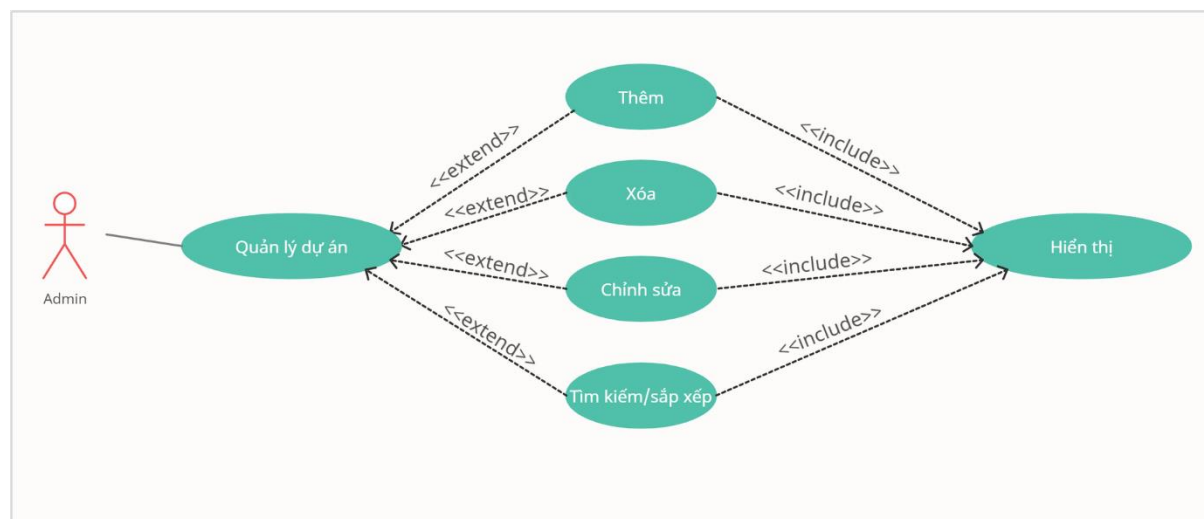 Thêm
<<extend>>
<<include>>
Xóa
<<extend>>
<<include>>
Quản lý dự án
Hiển thị
<<extend>>
<<include>>
Chỉnh sửa
Admin
<<extend>>
<<include>>
Tìm kiếm/sắp xếp